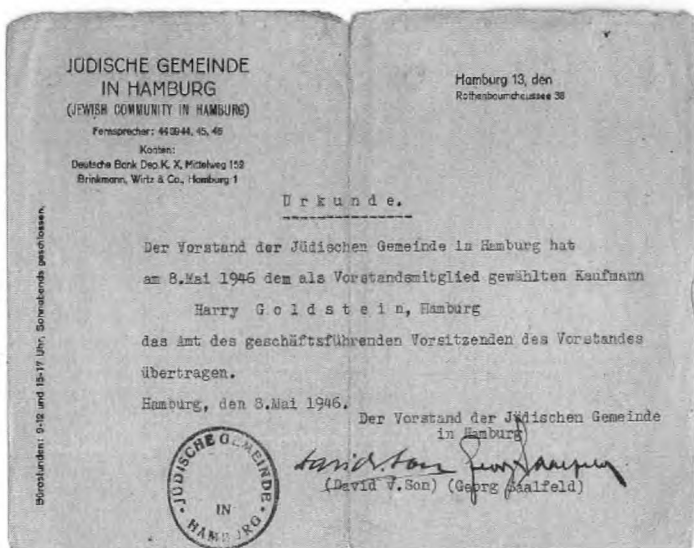 JÜDISCHE GEMEINDE
IN HAMBURG
(JEWISH COMMUNITY IN HAMBURG)
Fernsprecher: 44 09 44, 45, 46
Konten:
Deutsche Bank Dep. K. X, Mittelweg 152
Brinkmann, Wirtz & Co., Hamburg 1
Hamburg 13, den
Rothenbaumchaussee 38
Bürostunden: 9-12 und 15-17 Uhr, Sonnabends geschlossen.
Urkunde.
Der Vorstand der Jüdischen Gemeinde in Hamburg hat
am 8.Mai 1946 dem als Vorstandsmitglied gewählten Kaufmann
Harry Goldstein, Hamburg
das Amt des geschäftsführenden Vorsitzenden des Vorstandes
übertragen.
Hamburg, den 8.Mai 1946.
Der Vorstand der Jüdischen Gemeinde
in Hamburg
(David V.Son) (Georg Saalfeld)
JÜDISCHE GEMEINDE
IN
HAMBURG